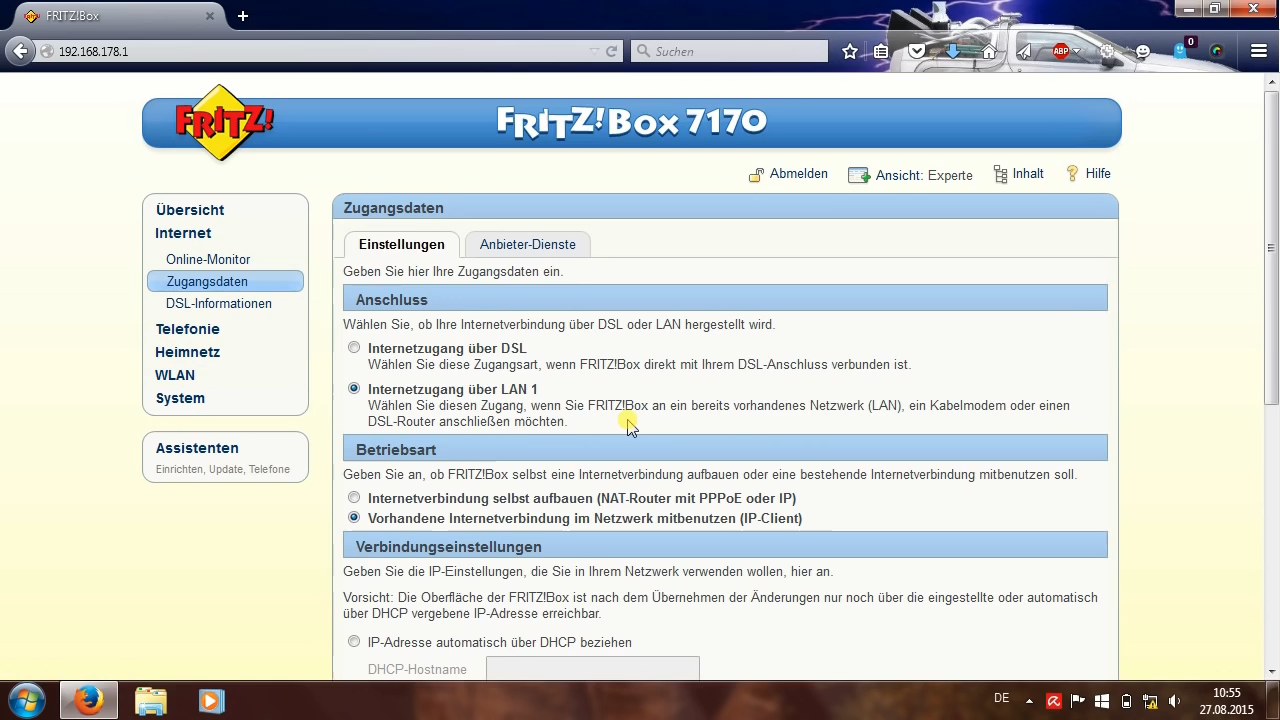 FRITZ!Box
192.168.178.1
Suchen
ABP
0
FRITZ!
FRITZ!Box 7170
Abmelden
Ansicht: Experte
Inhalt
Hilfe
Übersicht
Internet
Online-Monitor
Zugangsdaten
DSL-Informationen
Telefonie
Heimnetz
WLAN
System
Assistenten
Einrichten, Update, Telefone
Zugangsdaten
Einstellungen
Anbieter-Dienste
Geben Sie hier Ihre Zugangsdaten ein.
Anschluss
Wählen Sie, ob Ihre Internetverbindung über DSL oder LAN hergestellt wird.
Internetzugang über DSL
Wählen Sie diese Zugangsart, wenn FRITZ!Box direkt mit Ihrem DSL-Anschluss verbunden ist.
Internetzugang über LAN 1
Wählen Sie diesen Zugang, wenn Sie FRITZ!Box an ein bereits vorhandenes Netzwerk (LAN), ein Kabelmodem oder einen
DSL-Router anschließen möchten.
Betriebsart
Geben Sie an, ob FRITZ!Box selbst eine Internetverbindung aufbauen oder eine bestehende Internetverbindung mitbenutzen soll.
Internetverbindung selbst aufbauen (NAT-Router mit PPPoE oder IP)
Vorhandene Internetverbindung im Netzwerk mitbenutzen (IP-Client)
Verbindungseinstellungen
Geben Sie die IP-Einstellungen, die Sie in Ihrem Netzwerk verwenden wollen, hier an.
Vorsicht: Die Oberfläche der FRITZ!Box ist nach dem Übernehmen der Änderungen nur noch über die eingestellte oder automatisch
über DHCP vergebene IP-Adresse erreichbar.
IP-Adresse automatisch über DHCP beziehen
DHCP-Hostname
DE
10:55
27.08.2015